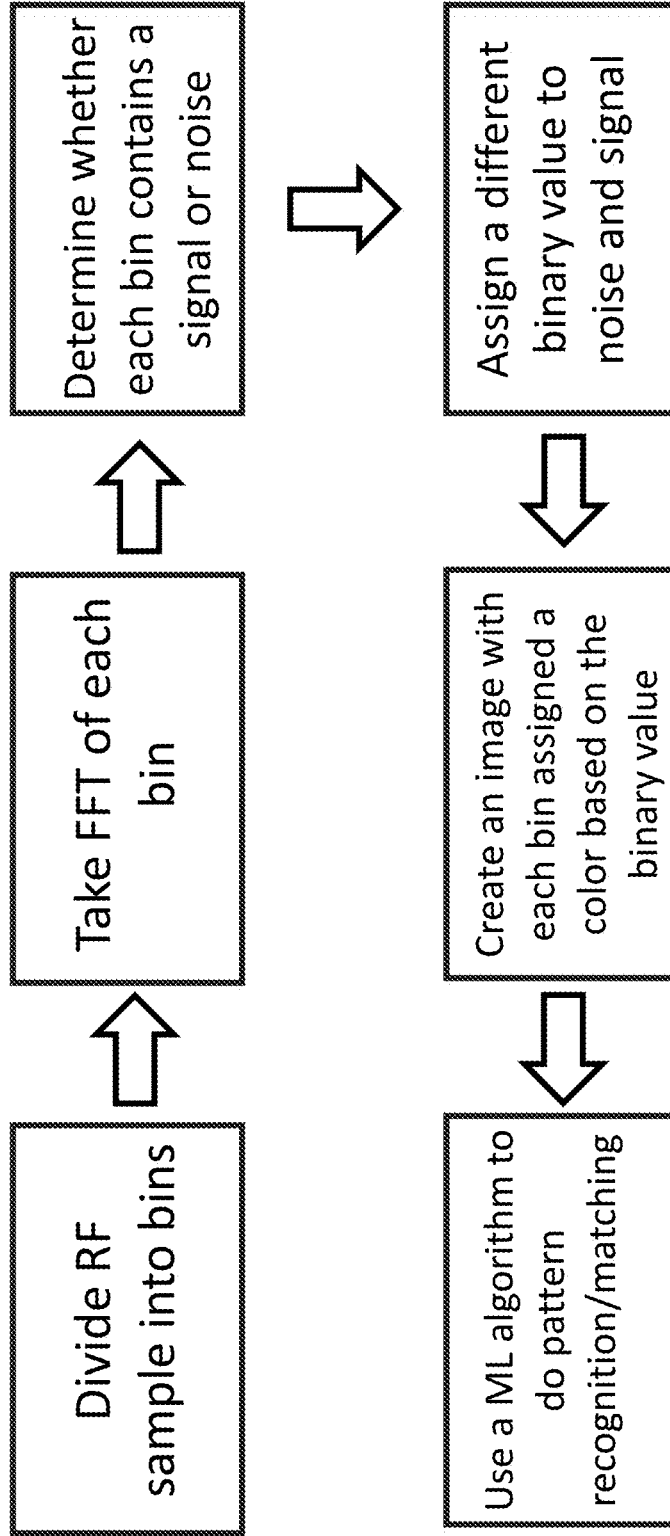 Divide RF
sample into bins
Take FFT of each
bin
Determine whether
each bin contains a
signal or noise
Assign a different
binary value to
noise and signal
Create an image with
each bin assigned a
color based on the
binary value
Use a ML algorithm to
do pattern
recognition/matching